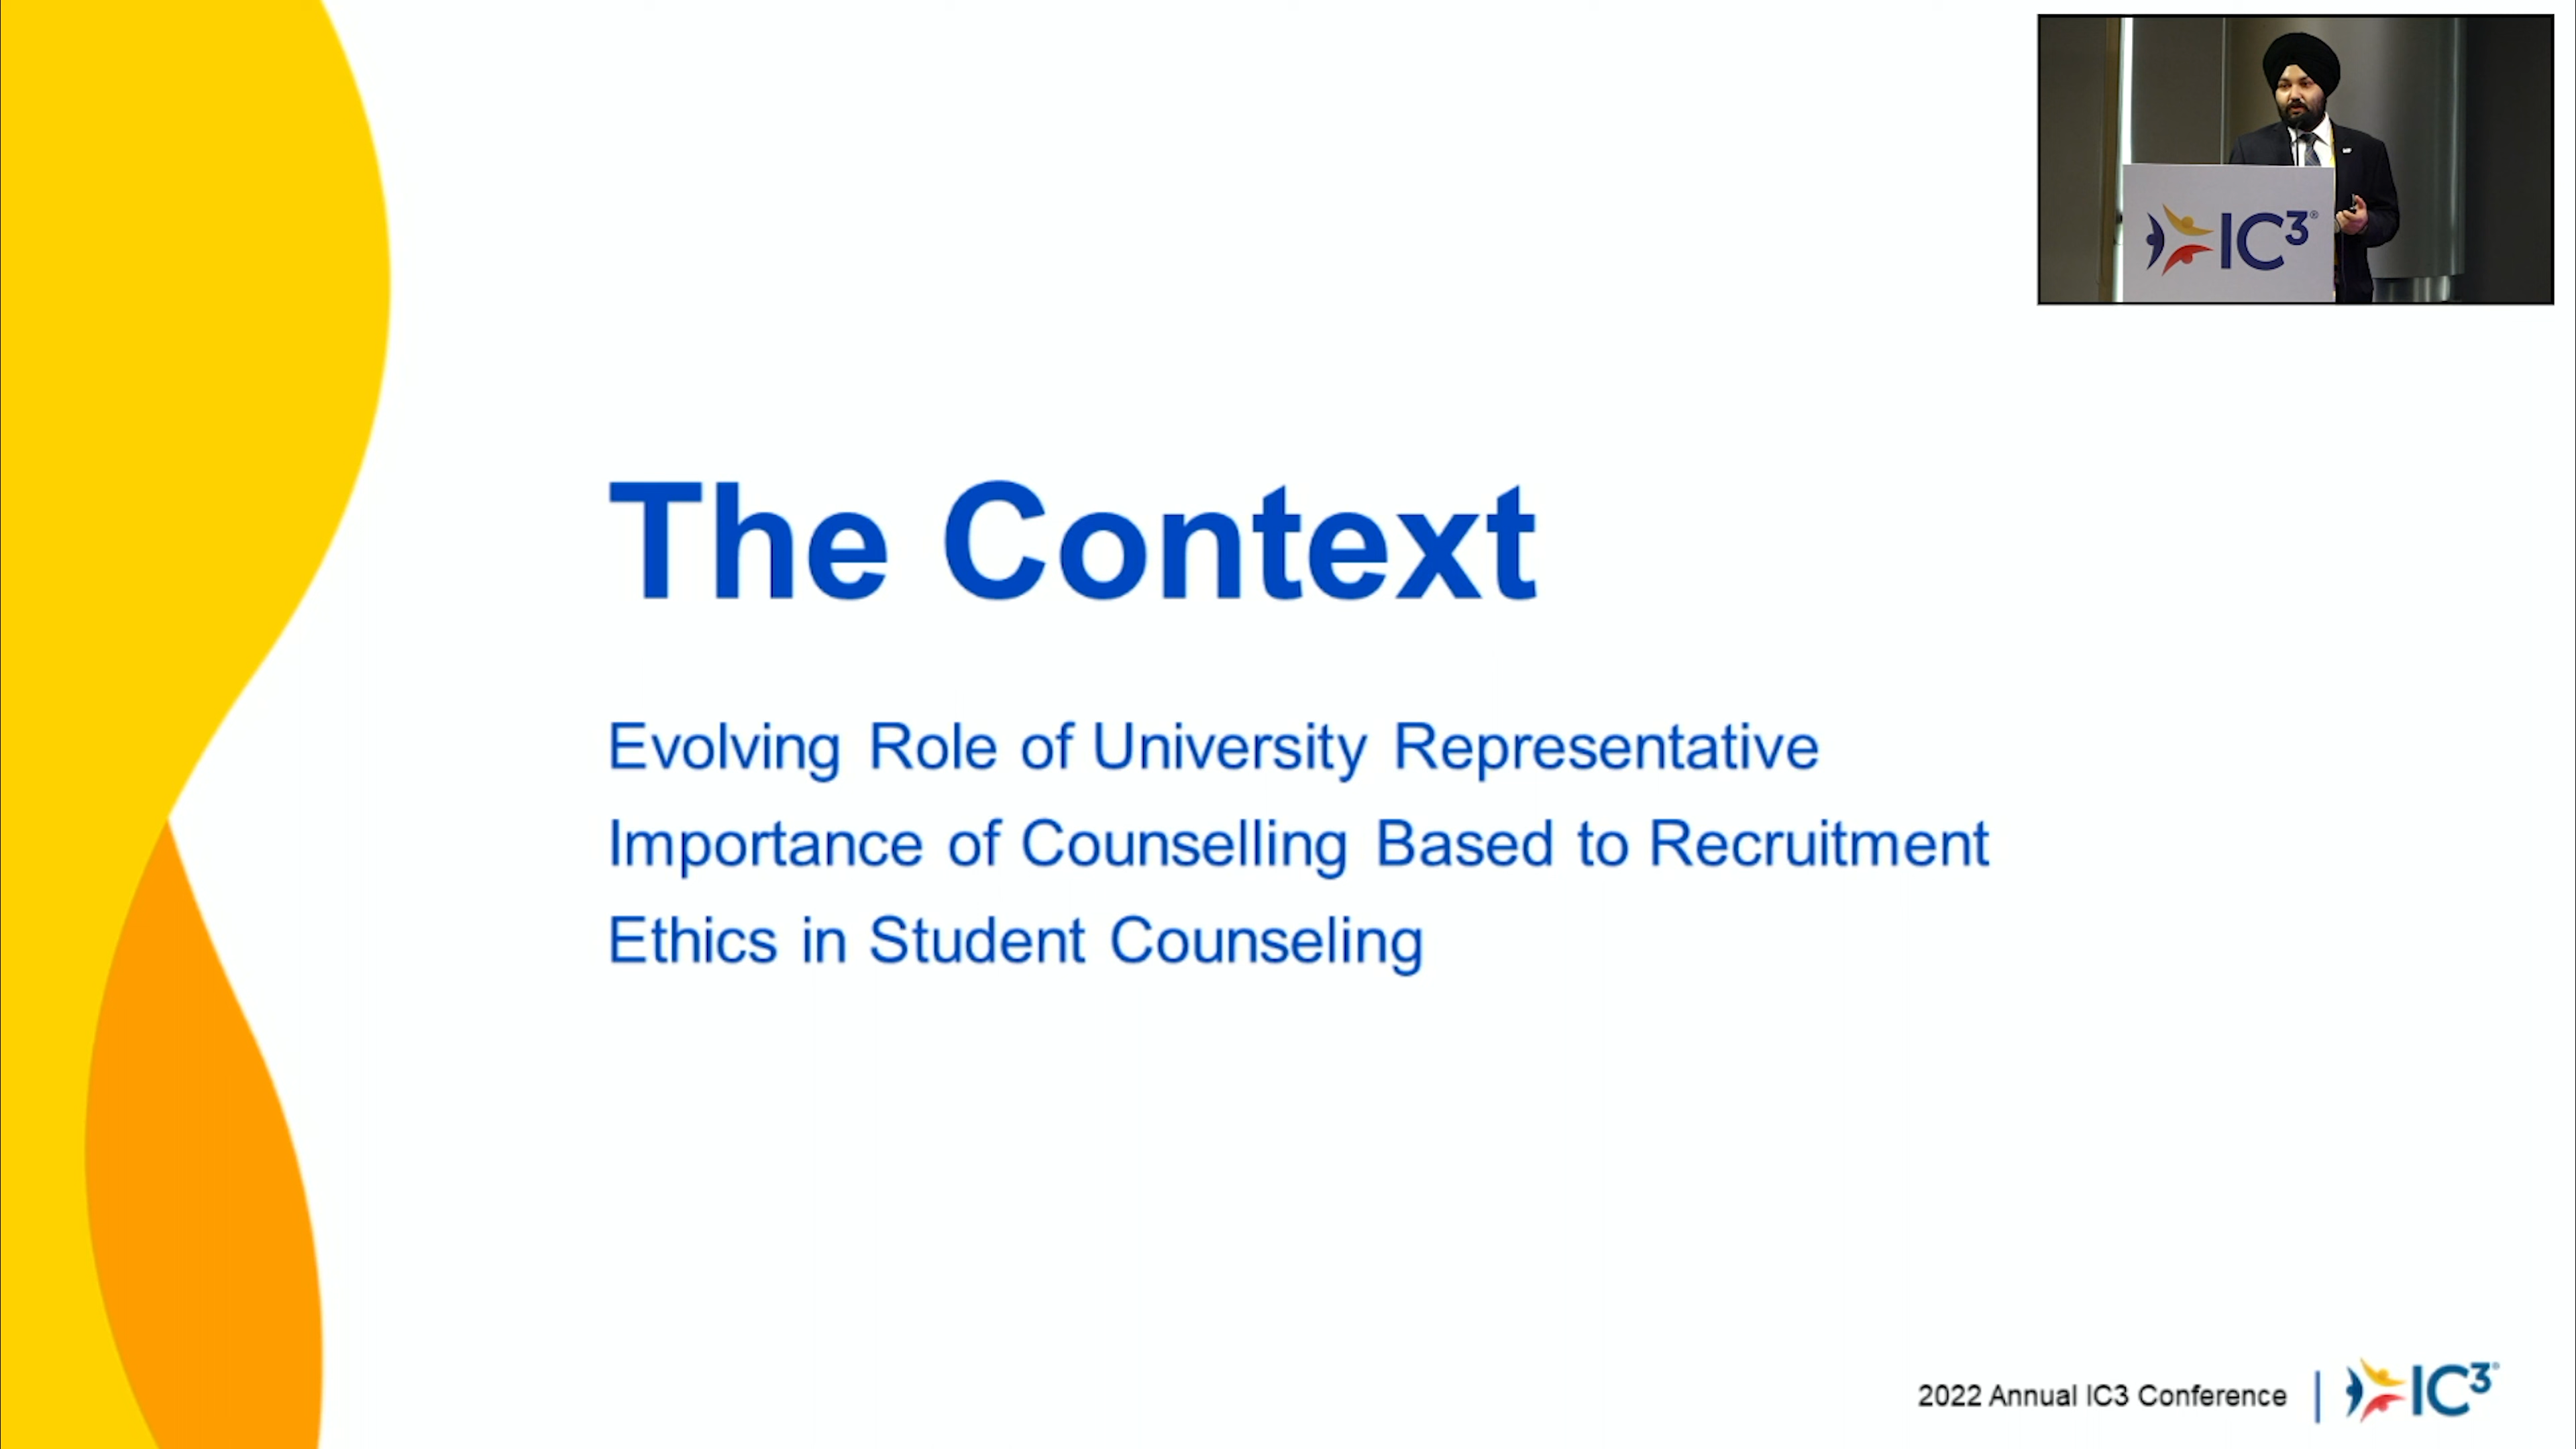 IC3®
The Context
Evolving Role of University Representative
Importance of Counselling Based to Recruitment
Ethics in Student Counseling
2022 Annual IC3 Conference | IC3®